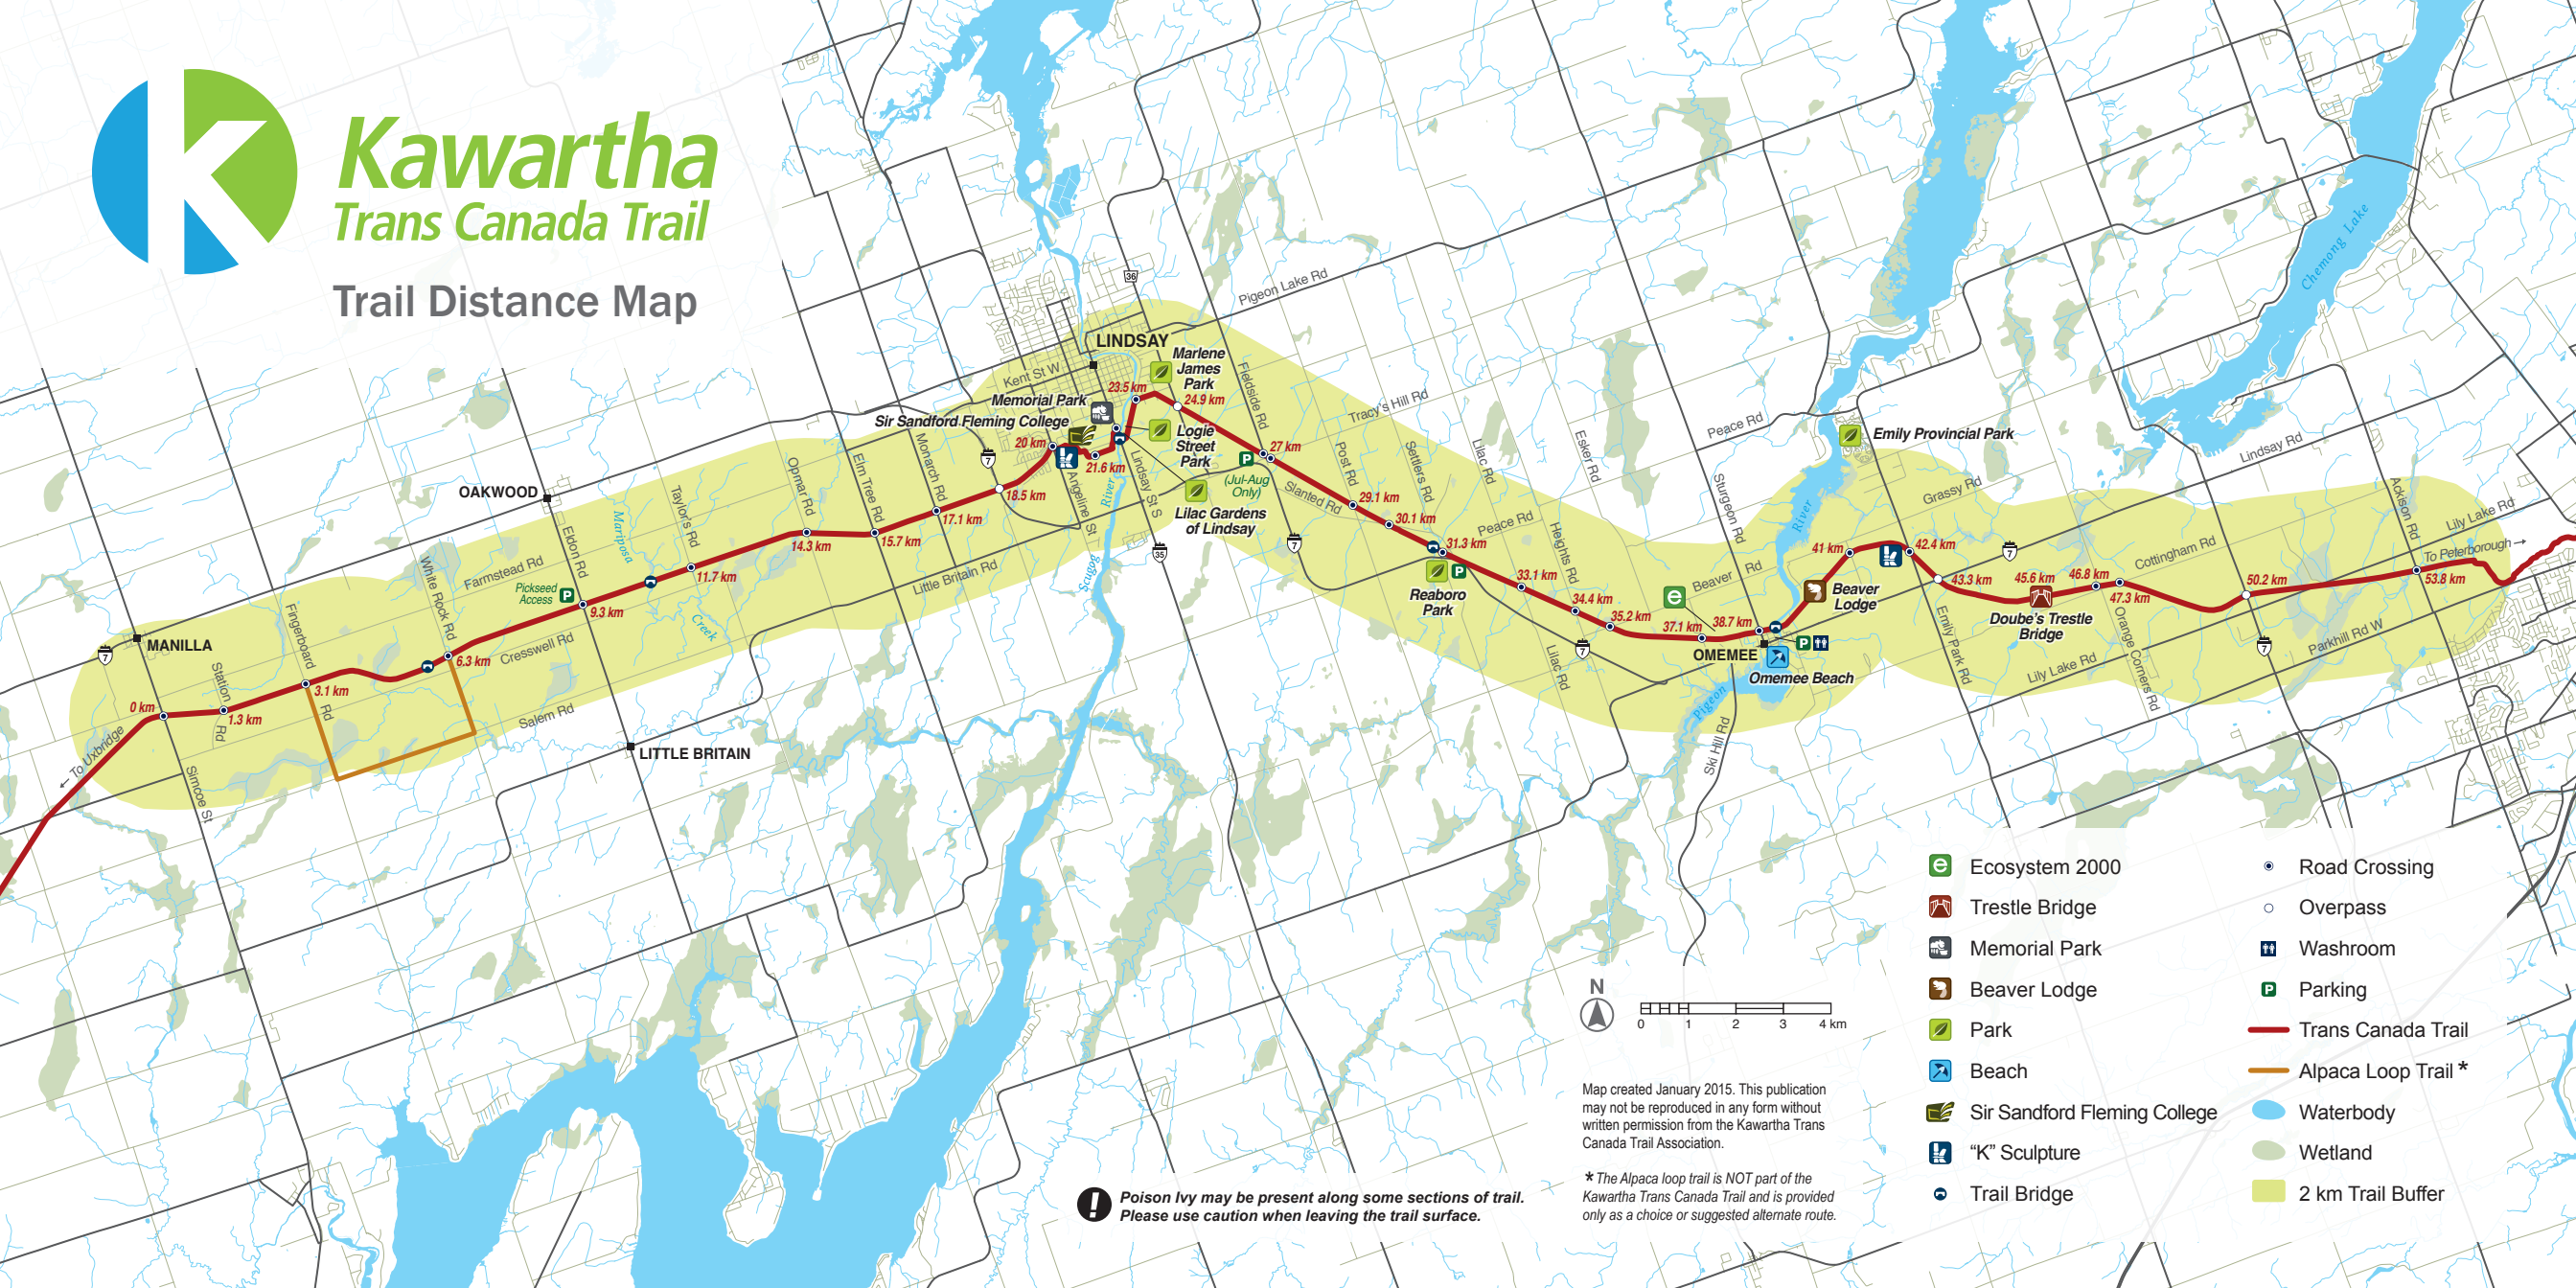 Kawartha
Trans Canada Trail
Trail Distance Map
36
Pigeon Lake Rd
LINDSAY
Marlene
James
Park
Kent St W
23.5 km
24.9 km
Fieldside Rd
Memorial Park
Sir Sandford Fleming College
Logie
Street
Park
20 km
21.6 km
27 km
(Jul-Aug
Only)
Tracy's Hill Rd
Lilac Gardens
of Lindsay
Lindsay St S
Angeline St
River
Scugog
35
7
18.5 km
Monarch Rd
17.1 km
Elm Tree Rd
15.7 km
Opmar Rd
14.3 km
OAKWOOD
Eldon Rd
Mariposa
Creek
Taylor's Rd
11.7 km
Little Britain Rd
Farmstead Rd
Pickseed
Access
9.3 km
White Rock Rd
6.3 km
Cresswell Rd
Salem Rd
LITTLE BRITAIN
Fingerboard
Rd
3.1 km
7
MANILLA
Station
Rd
0 km
1.3 km
To Uxbridge
Simcoe St
Slanted Rd
7
Post Rd
29.1 km
Settlers Rd
30.1 km
Lilac Rd
Peace Rd
31.3 km
Reaboro
Park
33.1 km
Heights Rd
Esker Rd
34.4 km
35.2 km
Lilac Rd
7
37.1 km
38.7 km
Sturgeon Rd
Peace Rd
Beaver Rd
OMEMEE
Omemee Beach
Pigeon
River
Ski Hill Rd
Emily Provincial Park
Chemong Lake
Beaver
Lodge
41 km
42.4 km
43.3 km
Grassy Rd
7
Lindsay Rd
Emily Park Rd
45.6 km
Doube's Trestle
Bridge
46.8 km
47.3 km
Cottingham Rd
Lily Lake Rd
Orange Corners Rd
50.2 km
7
Parkhill Rd W
Ackison Rd
53.8 km
To Peterborough
Lily Lake Rd
N
0 1 2 3 4 km
Map created January 2015. This publication
may not be reproduced in any form without
written permission from the Kawartha Trans
Canada Trail Association.
* The Alpaca loop trail is NOT part of the
Kawartha Trans Canada Trail and is provided
only as a choice or suggested alternate route.
Poison Ivy may be present along some sections of trail.
Please use caution when leaving the trail surface.
Ecosystem 2000
Trestle Bridge
Memorial Park
Beaver Lodge
Park
Beach
Sir Sandford Fleming College
“K” Sculpture
Trail Bridge
Road Crossing
Overpass
Washroom
Parking
Trans Canada Trail
Alpaca Loop Trail *
Waterbody
Wetland
2 km Trail Buffer